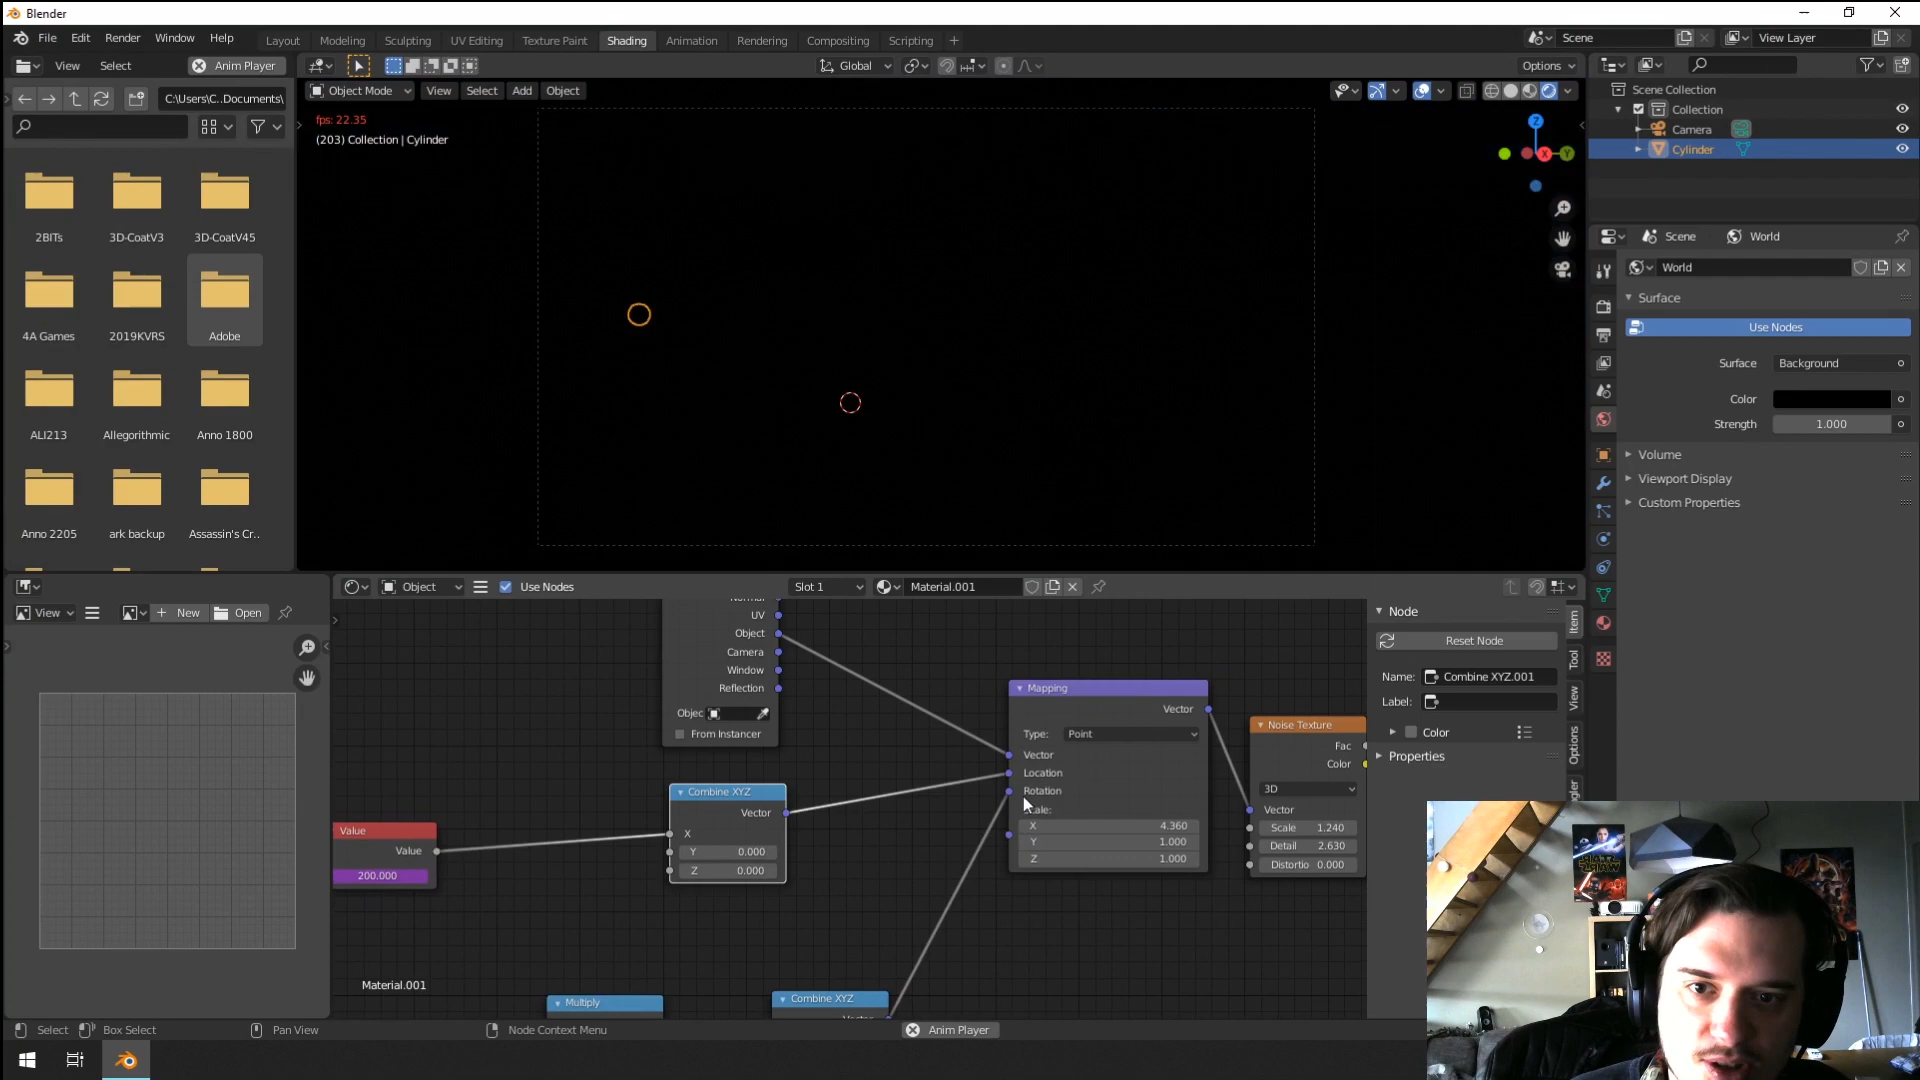 Blender
File Edit Render Window Help
Layout Modeling Sculpting UV Editing Texture Paint Shading Animation Rendering Compositing Scripting +
Scene
View Layer
View Select Anim Player
Global
Options
C:\Users\C..Documents\
Object Mode View Select Add Object
fps: 22.35
(203) Collection | Cylinder
Z
X
Y
2BITs 3D-CoatV3 3D-CoatV45
4A Games 2019KVRS Adobe
ALI213 Allegorithmic Anno 1800
Anno 2205 ark backup Assassin's Cr..
Scene Collection
Collection
Camera
Cylinder
Scene World
World
Surface
Use Nodes
Surface Background
Color
Strength 1.000
Volume
Viewport Display
Custom Properties
View New Open
Object Use Nodes Slot 1 Material.001
Normal
UV
Object
Camera
Window
Reflection
Objec
From Instancer
Mapping
Vector
Type: Point
Vector
Location
Rotation
X 4.360
Y 1.000
Z 1.000
Noise Texture
Fac
Color
3D
Vector
Scale 1.240
Detail 2.630
Distortio 0.000
Combine XYZ
Vector
X
Y 0.000
Z 0.000
Value
Value
200.000
Multiply
Combine XYZ
Material.001
Node
Reset Node
Name: Combine XYZ.001
Label:
Color
Properties
Item
Tool
View
Options
Select Box Select Pan View Node Context Menu Anim Player